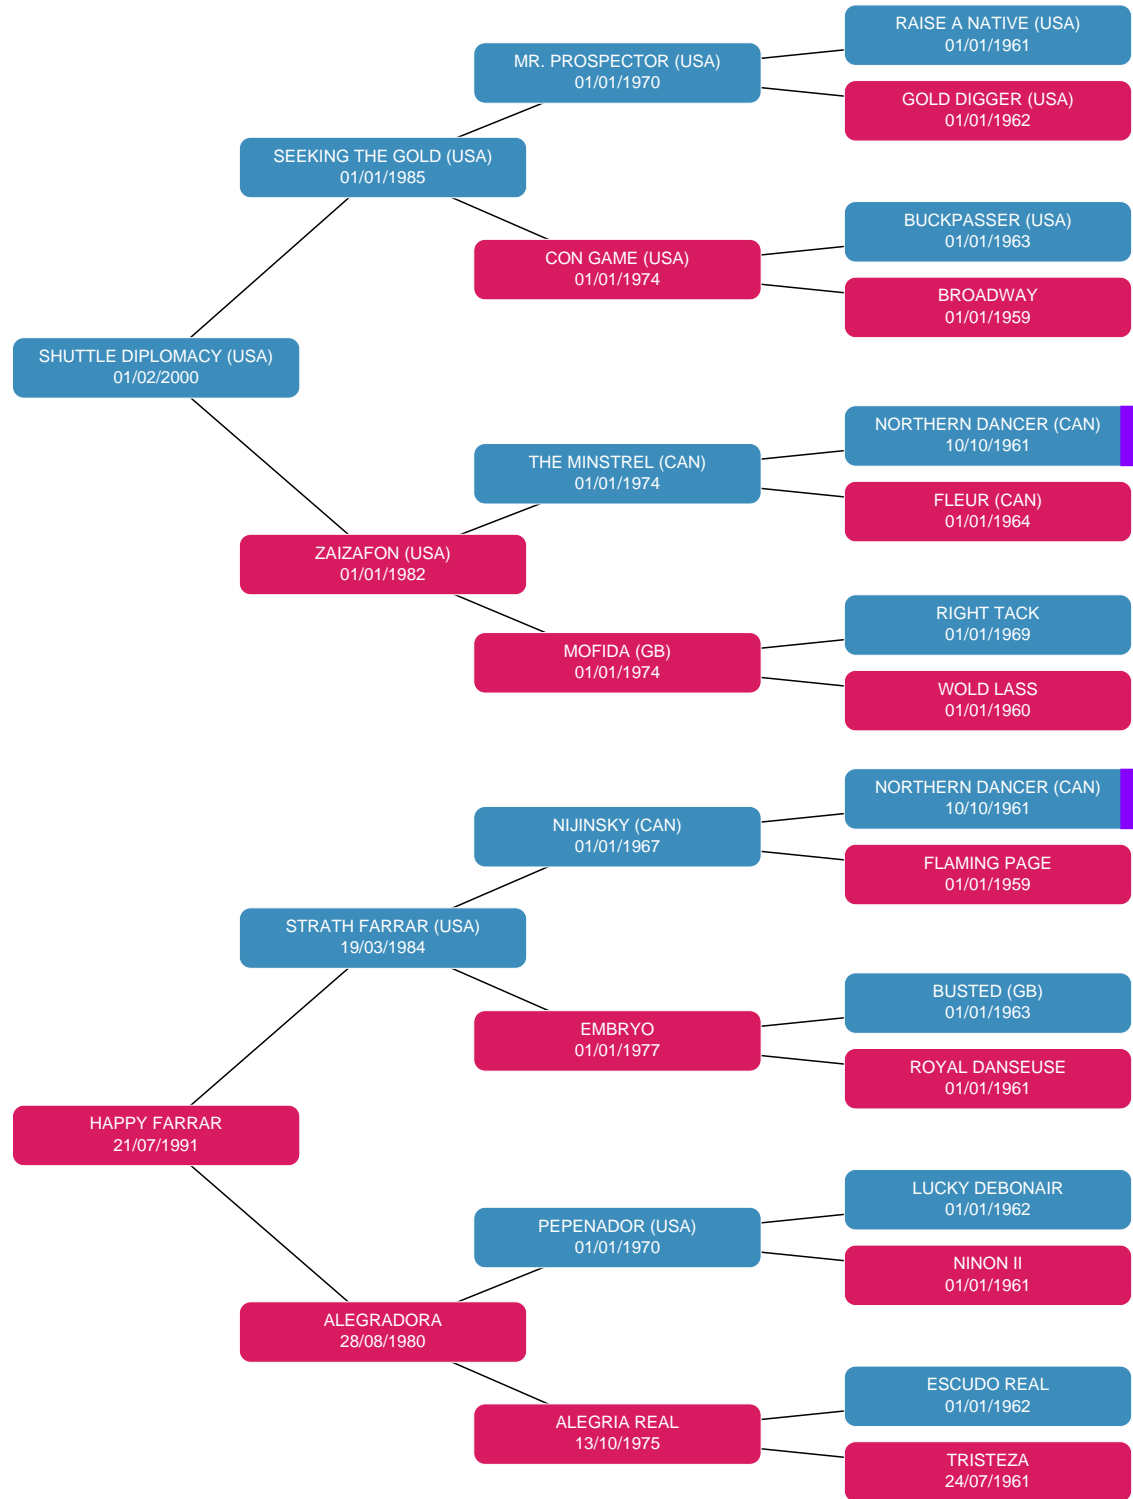 RAISE A NATIVE (USA)
01/01/1961
MR. PROSPECTOR (USA)
01/01/1970
GOLD DIGGER (USA)
01/01/1962
SEEKING THE GOLD (USA)
01/01/1985
BUCKPASSER (USA)
01/01/1963
CON GAME (USA)
01/01/1974
BROADWAY
01/01/1959
SHUTTLE DIPLOMACY (USA)
01/02/2000
NORTHERN DANCER (CAN)
10/10/1961
THE MINSTREL (CAN)
01/01/1974
FLEUR (CAN)
01/01/1964
ZAIZAFON (USA)
01/01/1982
RIGHT TACK
01/01/1969
MOFIDA (GB)
01/01/1974
WOLD LASS
01/01/1960
NORTHERN DANCER (CAN)
10/10/1961
NIJINSKY (CAN)
01/01/1967
FLAMING PAGE
01/01/1959
STRATH FARRAR (USA)
19/03/1984
BUSTED (GB)
01/01/1963
EMBRYO
01/01/1977
ROYAL DANSEUSE
01/01/1961
HAPPY FARRAR
21/07/1991
LUCKY DEBONAIR
01/01/1962
PEPENADOR (USA)
01/01/1970
NINON II
01/01/1961
ALEGRADORA
28/08/1980
ESCUDO REAL
01/01/1962
ALEGRIA REAL
13/10/1975
TRISTEZA
24/07/1961